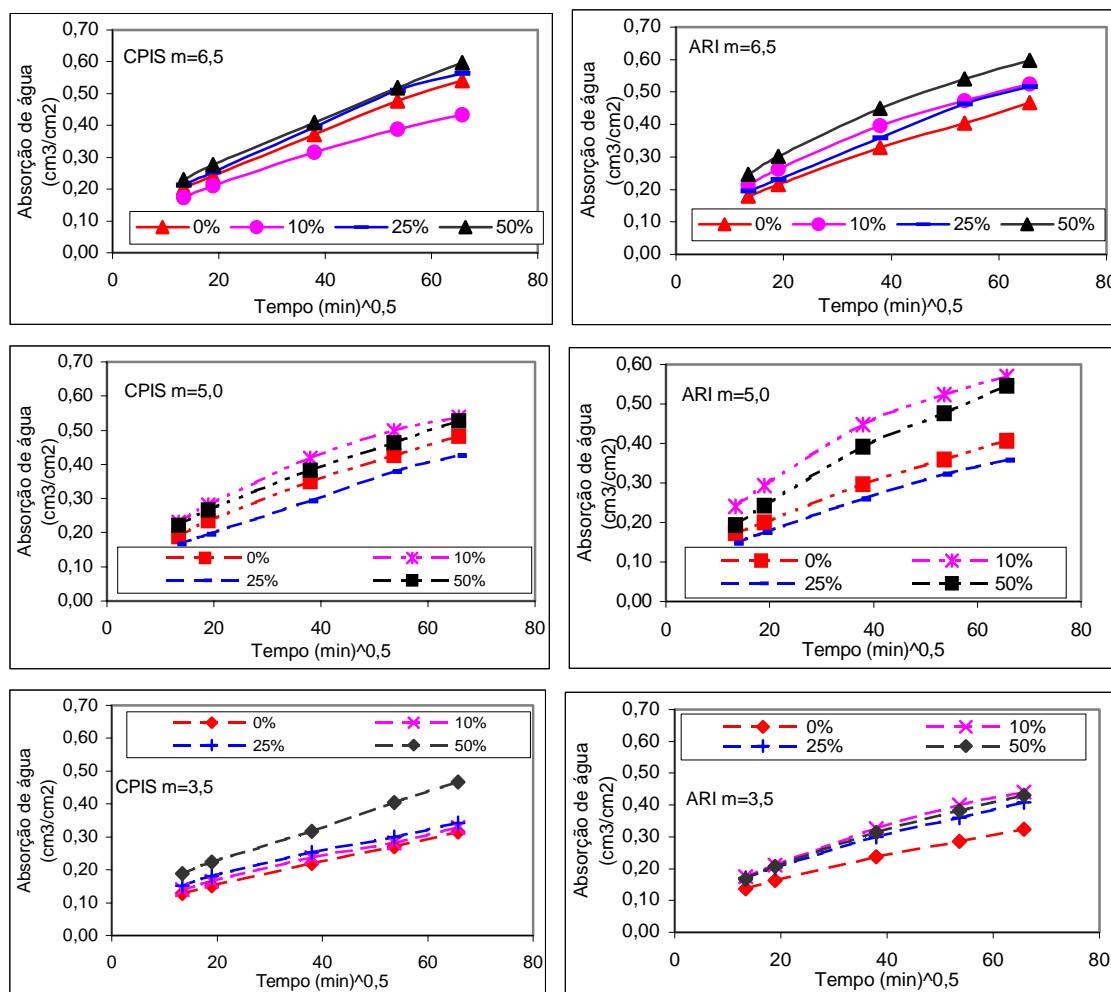 0,70
0,60
0,50
0,40
0,30
0,20
0,10
0,00
Absorção de água
(cm3/cm2)
CPIS m=6,5
0% 10% 25% 50%
0 20 40 60 80
Tempo (min)^0,5
0,70
0,60
0,50
0,40
0,30
0,20
0,10
0,00
Absorção de água
(cm3/cm2)
ARI m=6,5
0% 10% 25% 50%
0 20 40 60 80
Tempo (min)^0,5
0,70
0,60
0,50
0,40
0,30
0,20
0,10
0,00
Absorção de água
(cm3/cm2)
CPIS m=5,0
0% 10%
25% 50%
0 20 40 60 80
Tempo (min)^0,5
0,60
0,50
0,40
0,30
0,20
0,10
0,00
Absorção de água
(cm3/cm2)
ARI m=5,0
0% 10%
25% 50%
0 20 40 60 80
Tempo (min)^0,5
0,70
0,60
0,50
0,40
0,30
0,20
0,10
0,00
Absorção de água
(cm3/cm2)
0% 10%
25% 50%
CPIS m=3,5
0 20 40 60 80
Tempo (min)^0,5
0,70
0,60
0,50
0,40
0,30
0,20
0,10
0,00
Absorção de água
(cm3/cm2)
0% 10%
25% 50%
ARI m=3,5
0 20 40 60 80
Tempo (min)^0,5